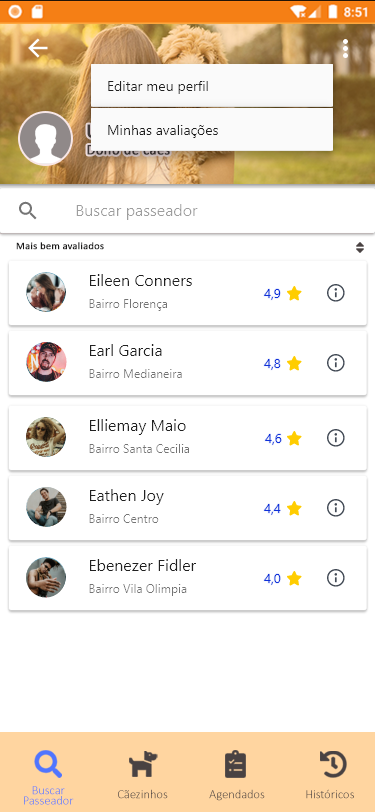 8:51
Editar meu perfil
Minhas avaliações
Dono de cães
Buscar passeador
Mais bem avaliados
Eileen Conners
Bairro Florença
4,9
Earl Garcia
Bairro Medianeira
4,8
Elliemay Maio
Bairro Santa Cecilia
4,6
Eathen Joy
Bairro Centro
4,4
Ebenezer Fidler
Bairro Vila Olimpia
4,0
Buscar
Passeador
Cãezinhos
Agendados
Históricos